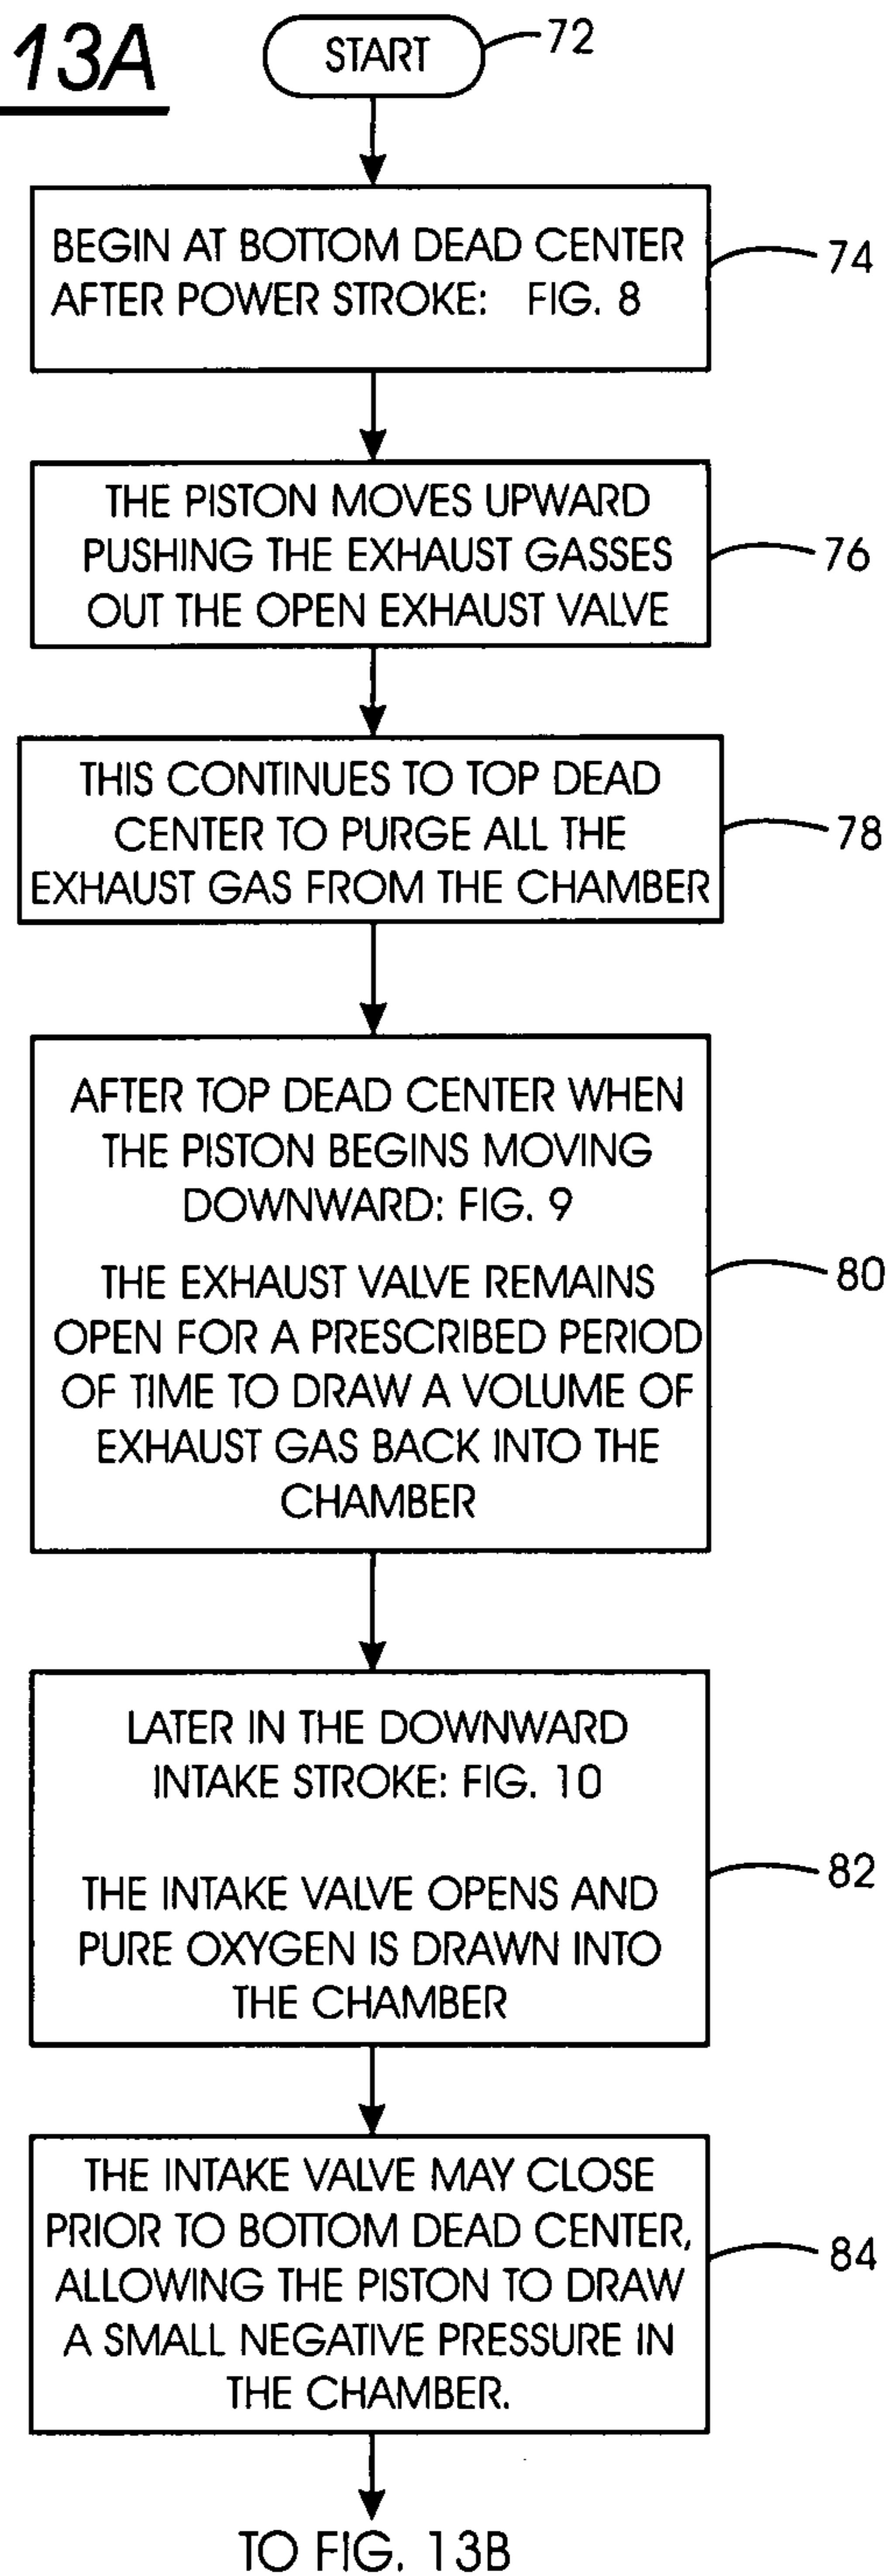 13A
START
72
BEGIN AT BOTTOM DEAD CENTER
AFTER POWER STROKE: FIG. 8
74
THE PISTON MOVES UPWARD
PUSHING THE EXHAUST GASSES
OUT THE OPEN EXHAUST VALVE
76
THIS CONTINUES TO TOP DEAD
CENTER TO PURGE ALL THE
EXHAUST GAS FROM THE CHAMBER
78
AFTER TOP DEAD CENTER WHEN
THE PISTON BEGINS MOVING
DOWNWARD: FIG. 9
THE EXHAUST VALVE REMAINS
OPEN FOR A PRESCRIBED PERIOD
OF TIME TO DRAW A VOLUME OF
EXHAUST GAS BACK INTO THE
CHAMBER
80
LATER IN THE DOWNWARD
INTAKE STROKE: FIG. 10
THE INTAKE VALVE OPENS AND
PURE OXYGEN IS DRAWN INTO
THE CHAMBER
82
THE INTAKE VALVE MAY CLOSE
PRIOR TO BOTTOM DEAD CENTER,
ALLOWING THE PISTON TO DRAW
A SMALL NEGATIVE PRESSURE IN
THE CHAMBER.
84
TO FIG. 13B